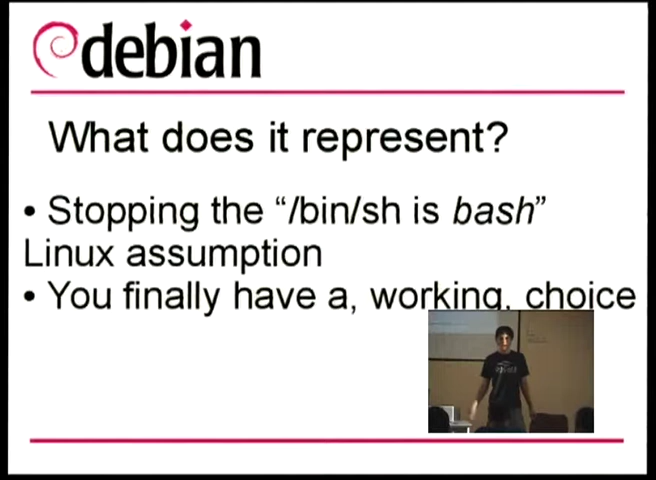 debian
What does it represent?
• Stopping the “/bin/sh is bash”
Linux assumption
• You finally have a, working, choice